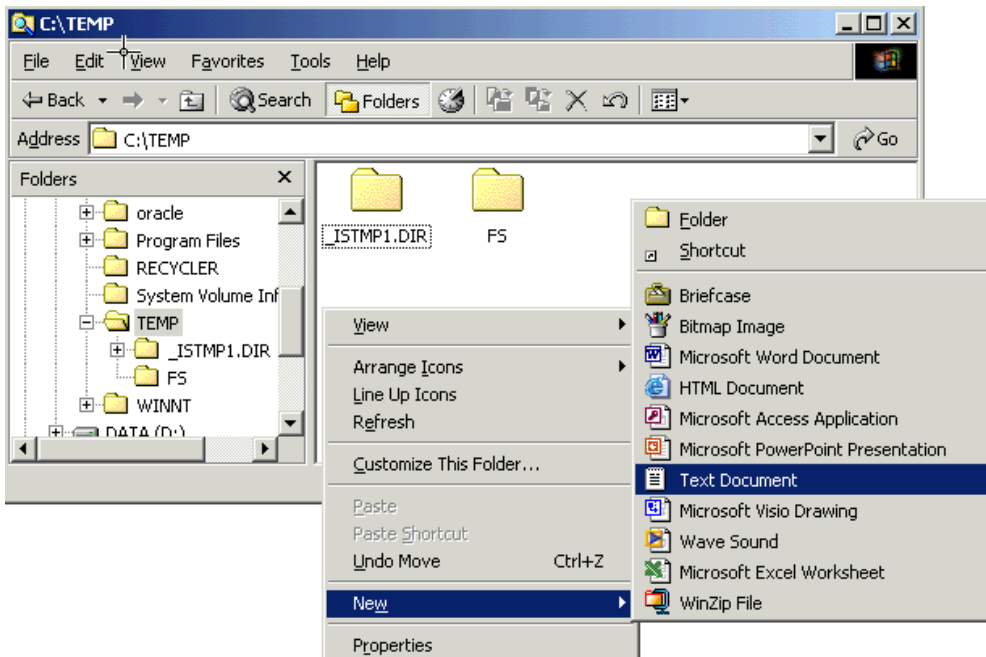 C:\TEMP
File Edit View Favorites Tools Help
Back Search Folders
Address C:\TEMP Go
Folders
oracle
Program Files
RECYCLER
System Volume Inf
TEMP
_ISTMP1.DIR
FS
WINNT
DATA (D:)
_ISTMP1.DIR FS
View
Arrange Icons
Line Up Icons
Refresh
Customize This Folder...
Paste
Paste Shortcut
Undo Move Ctrl+Z
New
Properties
Folder
Shortcut
Briefcase
Bitmap Image
Microsoft Word Document
HTML Document
Microsoft Access Application
Microsoft PowerPoint Presentation
Text Document
Microsoft Visio Drawing
Wave Sound
Microsoft Excel Worksheet
WinZip File